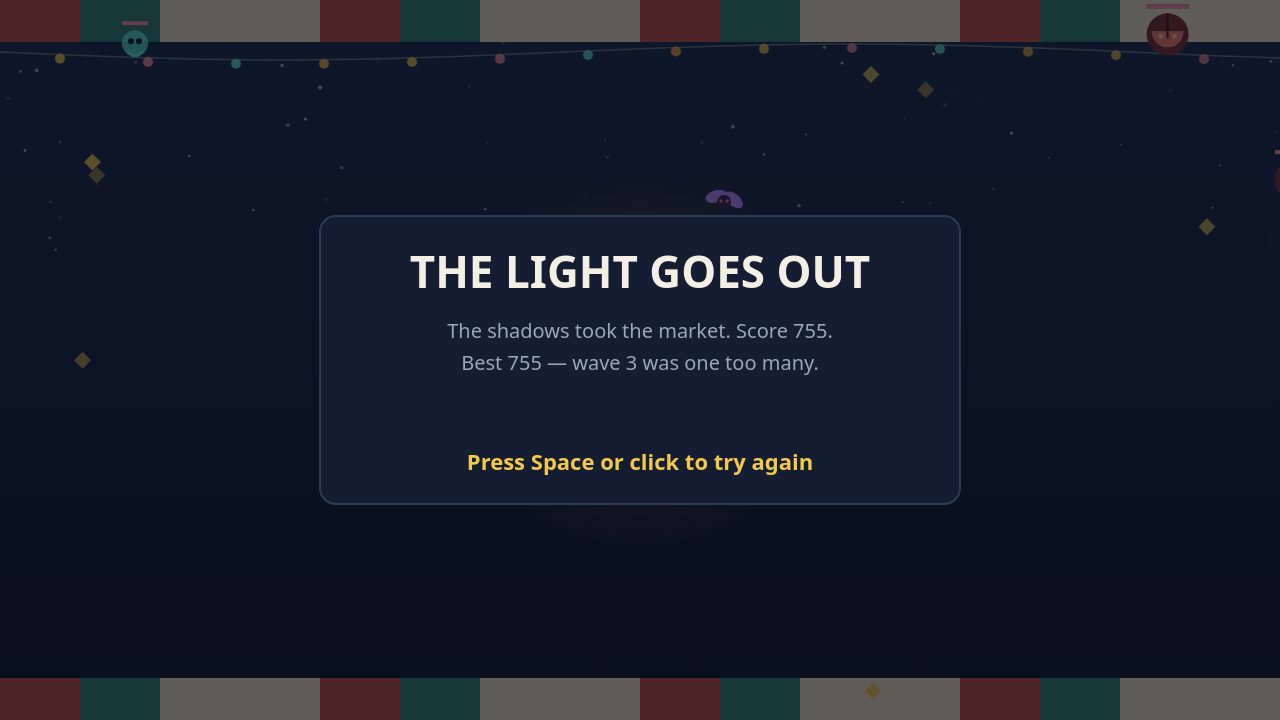 THE LIGHT GOES OUT
The shadows took the market. Score 755.
Best 755 — wave 3 was one too many.
Press Space or click to try again